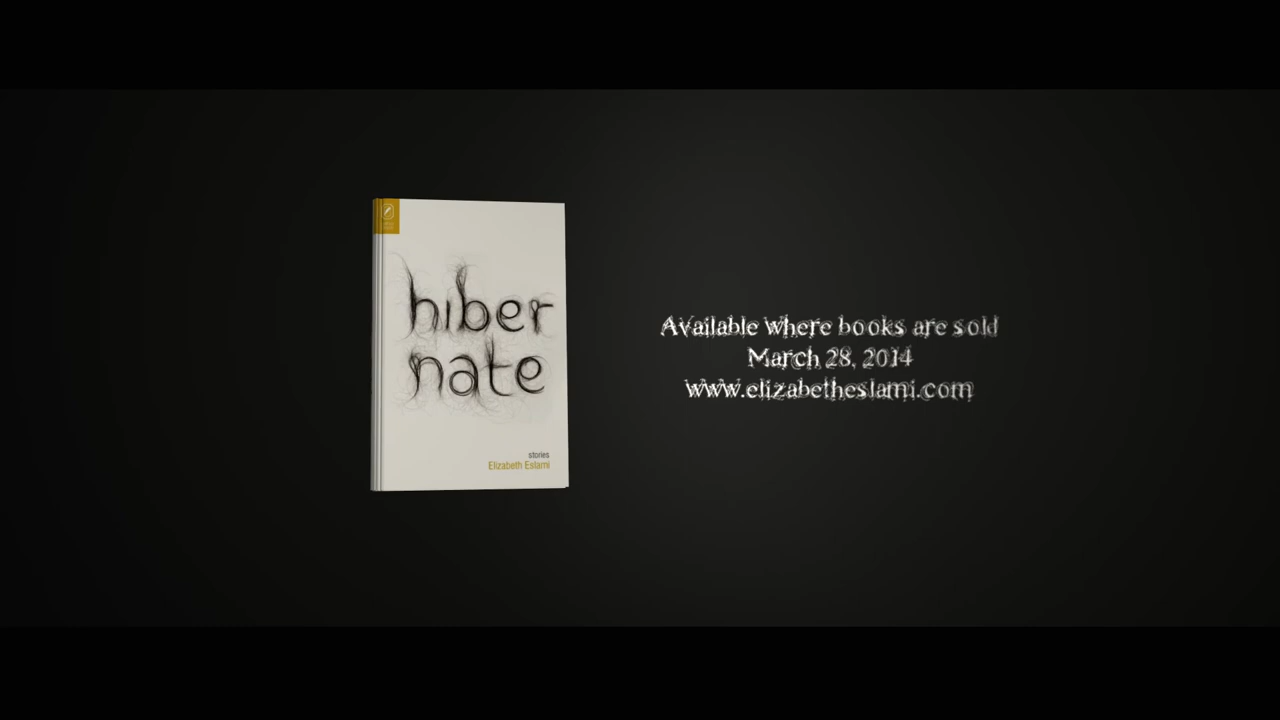 hiber
nate
stories
Elizabeth Eslami
Available where books are sold
March 28, 2014
www.elizabetheslami.com